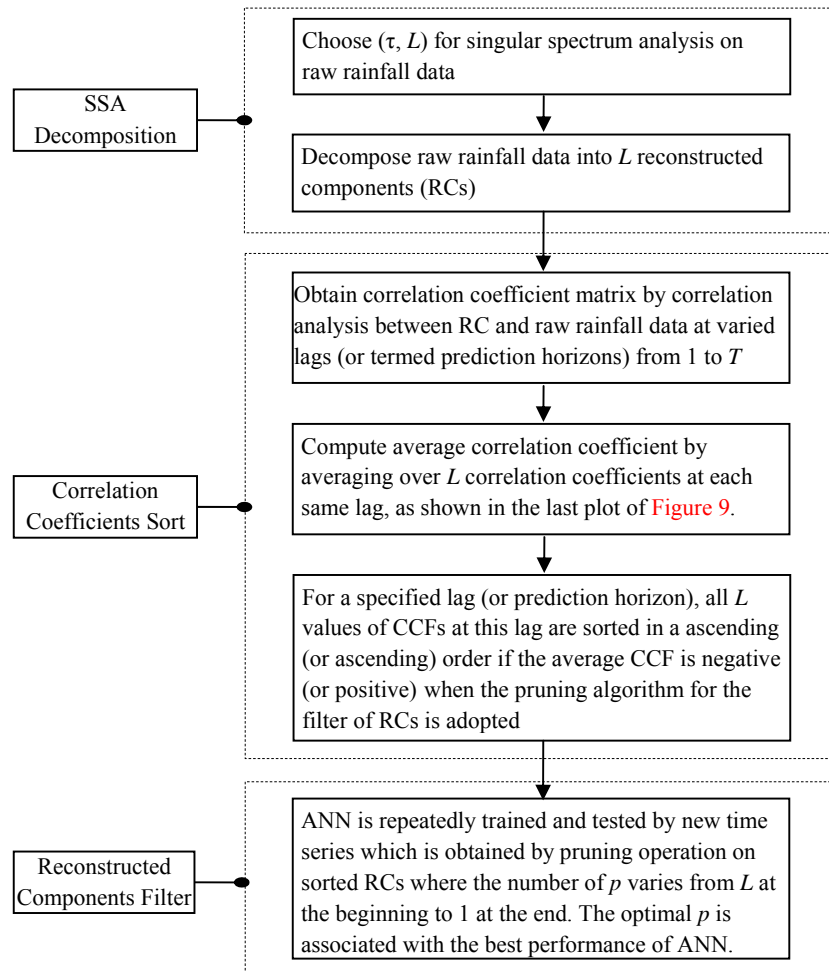 Choose (τ, L) for singular spectrum analysis on
raw rainfall data
SSA
Decomposition
Decompose raw rainfall data into L reconstructed
components (RCs)
Obtain correlation coefficient matrix by correlation
analysis between RC and raw rainfall data at varied
lags (or termed prediction horizons) from 1 to T
Compute average correlation coefficient by
averaging over L correlation coefficients at each
same lag, as shown in the last plot of Figure 9.
Correlation
Coefficients Sort
For a specified lag (or prediction horizon), all L
values of CCFs at this lag are sorted in a ascending
(or ascending) order if the average CCF is negative
(or positive) when the pruning algorithm for the
filter of RCs is adopted
ANN is repeatedly trained and tested by new time
series which is obtained by pruning operation on
sorted RCs where the number of p varies from L at
the beginning to 1 at the end. The optimal p is
associated with the best performance of ANN.
Reconstructed
Components Filter